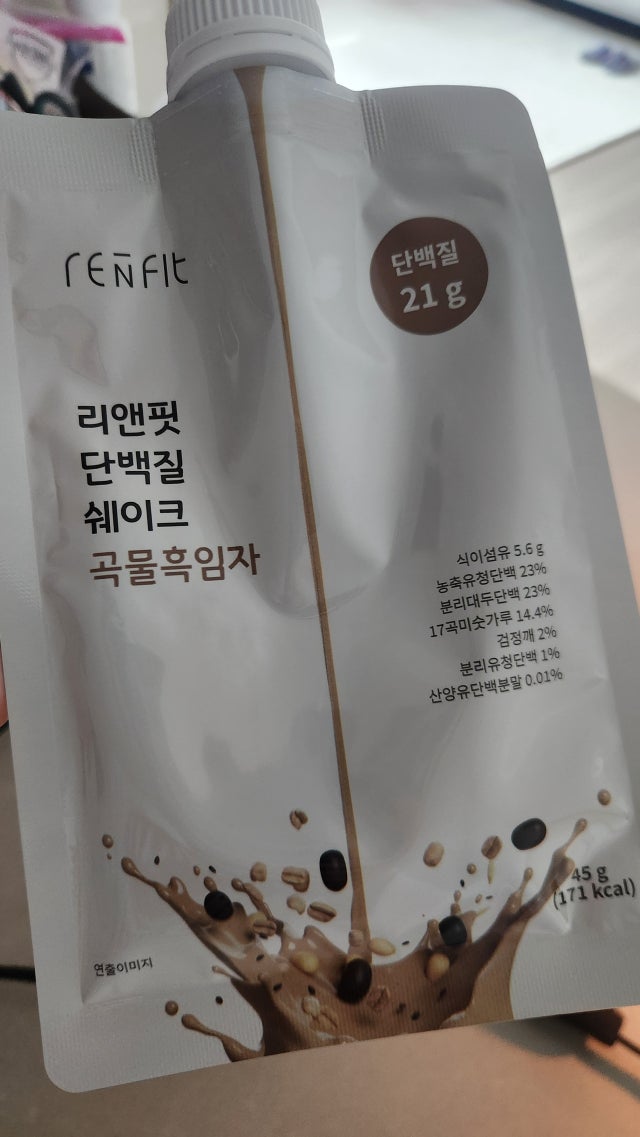 renfit
단백질
21 g
리앤핏
단백질
쉐이크
곡물흑임자
식이섬유 5.6 g
농축유청단백 23%
분리대두단백 23%
17곡미숫가루 14.4%
검정깨 2%
분리유청단백 1%
산양유단백분말 0.01%
45 g
(171 kcal)
연출이미지